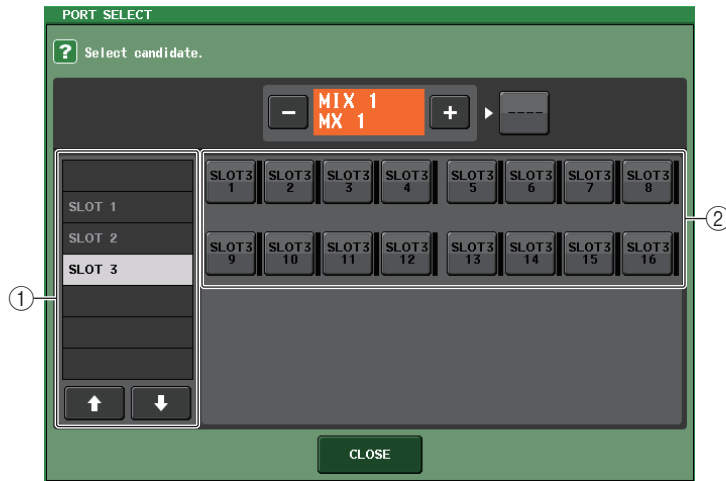 PORT SELECT
? Select candidate.
− MIX 1 +
MX 1
----
SLOT 1
SLOT 2
SLOT 3
SLOT3 1
SLOT3 2
SLOT3 3
SLOT3 4
SLOT3 5
SLOT3 6
SLOT3 7
SLOT3 8
SLOT3 9
SLOT3 10
SLOT3 11
SLOT3 12
SLOT3 13
SLOT3 14
SLOT3 15
SLOT3 16
①
②
CLOSE